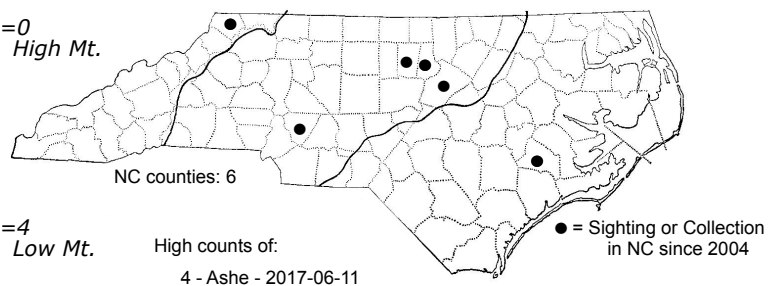 =0
High Mt.
NC counties: 6
=4
Low Mt.
High counts of:
4 - Ashe - 2017-06-11
● = Sighting or Collection
in NC since 2004